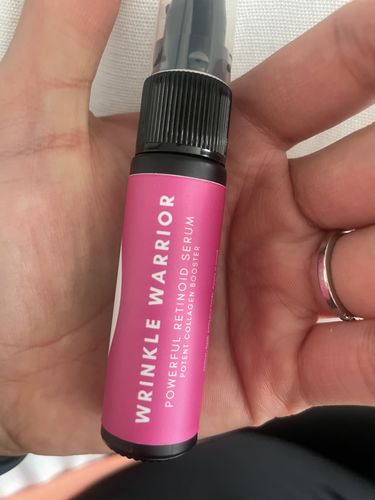 WRINKLE WARRIOR
POWERFUL RETINOID SERUM
POTENT COLLAGEN BOOSTER